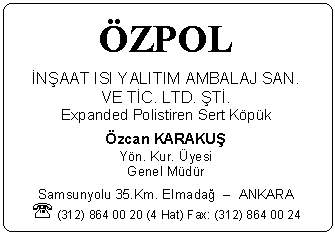 ÖZPOL
İNŞAAT ISI YALITIM AMBALAJ SAN.
VE TİC. LTD. ŞTİ.
Expanded Polistiren Sert Köpük
Özcan KARAKUŞ
Yön. Kur. Üyesi
Genel Müdür
Samsunyolu 35.Km. Elmadağ – ANKARA
☎ (312) 864 00 20 (4 Hat) Fax: (312) 864 00 24